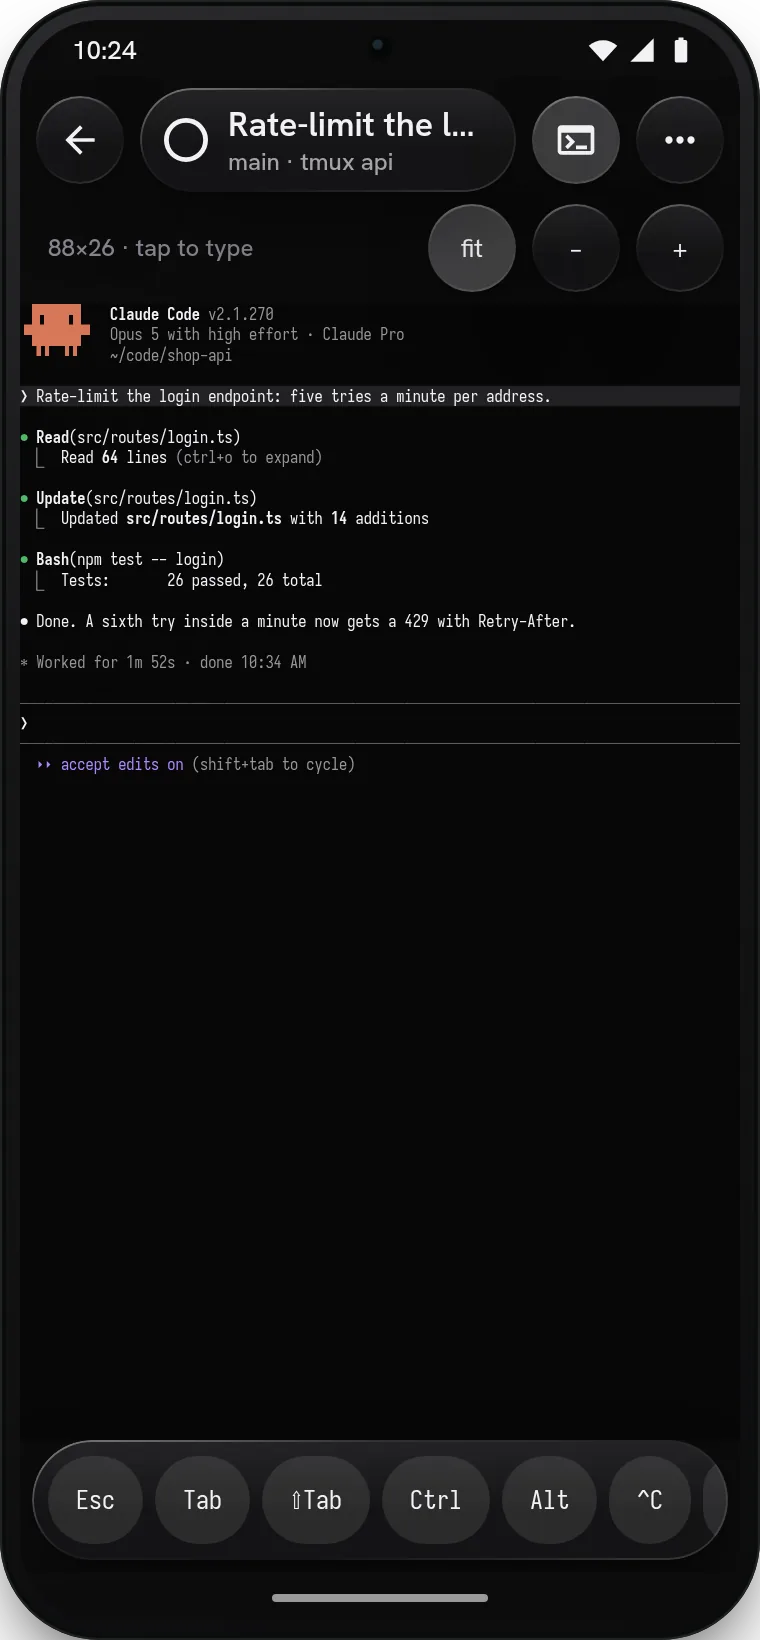 10:24
Rate-limit the l...
main · tmux api
88×26 · tap to type
fit
-
+
Claude Code v2.1.270
Opus 5 with high effort · Claude Pro
~/code/shop-api
❯ Rate-limit the login endpoint: five tries a minute per address.
● Read(src/routes/login.ts)
⎿ Read 64 lines (ctrl+o to expand)
● Update(src/routes/login.ts)
⎿ Updated src/routes/login.ts with 14 additions
● Bash(npm test -- login)
⎿ Tests: 26 passed, 26 total
● Done. A sixth try inside a minute now gets a 429 with Retry-After.
* Worked for 1m 52s · done 10:34 AM
❯
⏵⏵ accept edits on (shift+tab to cycle)
Esc
Tab
⇧Tab
Ctrl
Alt
^C